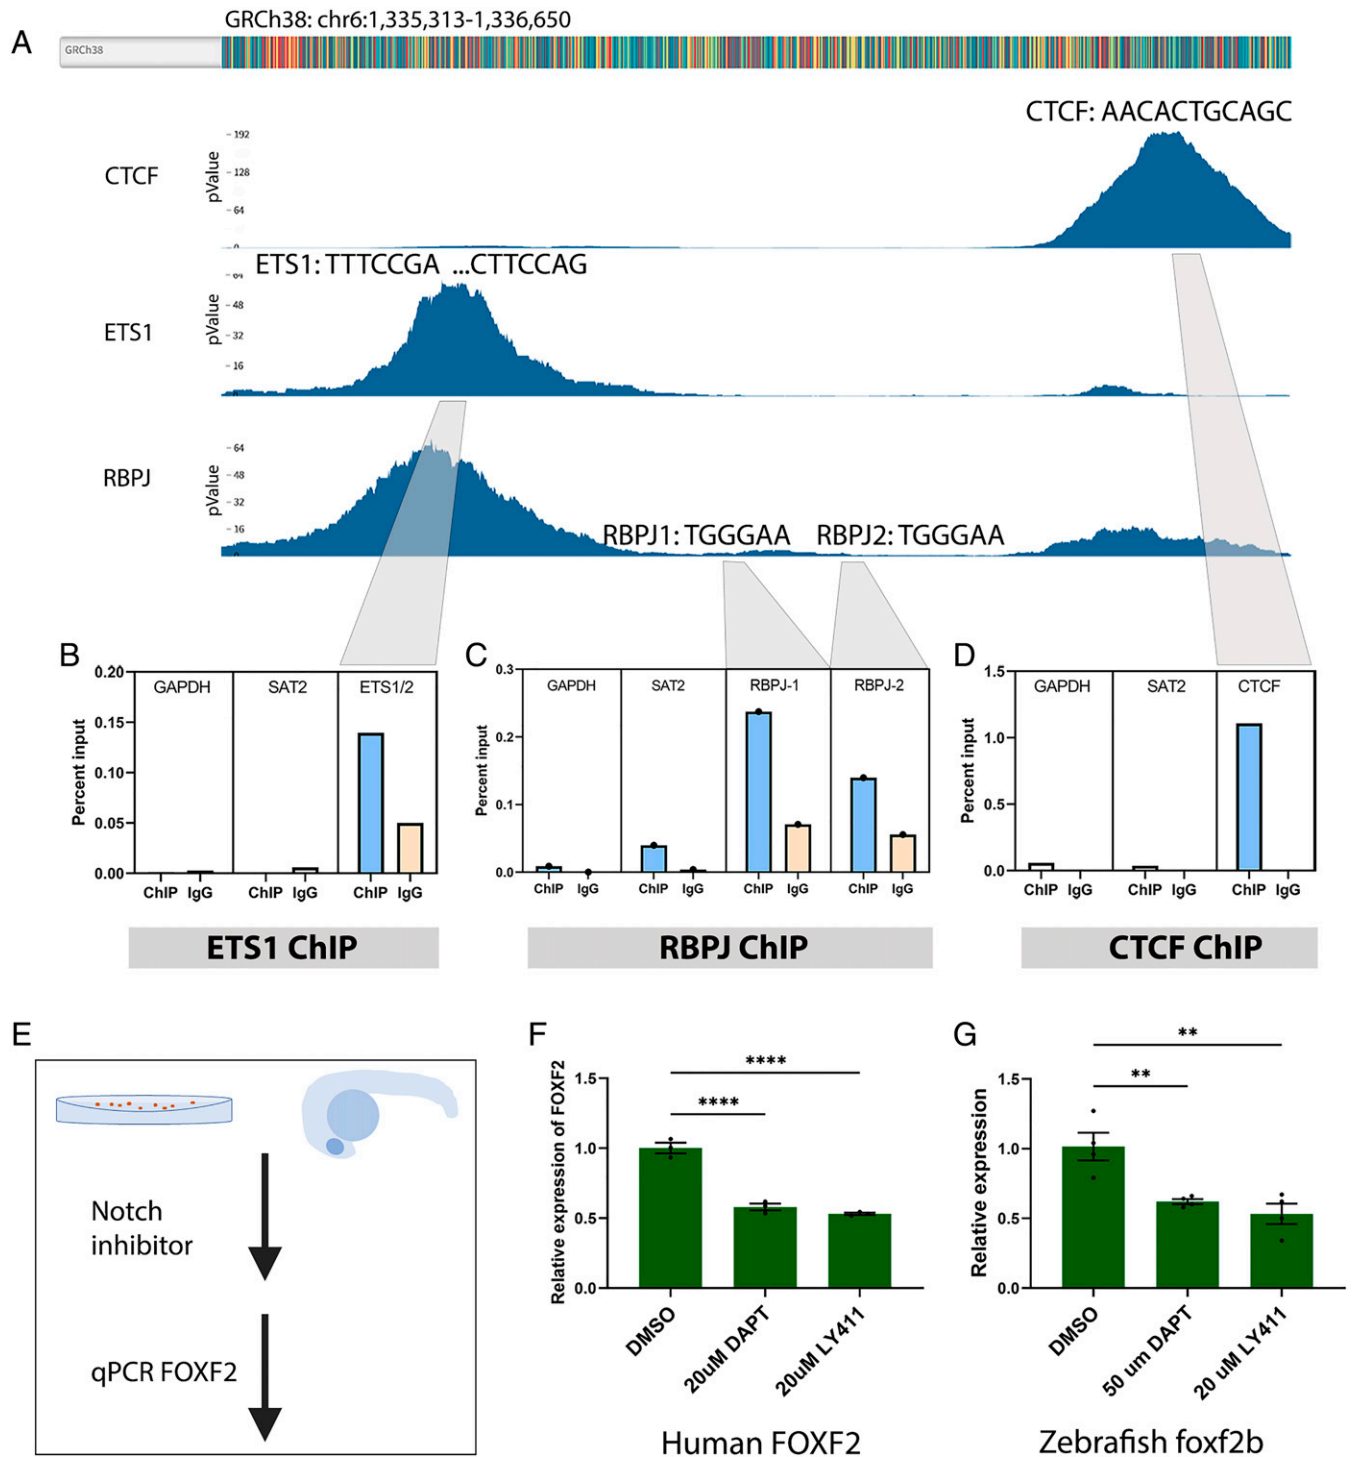 GRCh38: chr6:1,335,313-1,336,650
A
GRCh38
CTCF: AACACTGCAGC
CTCF
pValue
192
128
64
0
ETS1: TTTCCGA ...CTTCCAG
ETS1
pValue
64
48
32
16
0
RBPJ
pValue
64
48
32
16
0
RBPJ1: TGGGAA
RBPJ2: TGGGAA
B
Percent input
0.20
0.15
0.10
0.05
0.00
GAPDH
SAT2
ETS1/2
ChIP IgG
ChIP IgG
ChIP IgG
ETS1 ChIP
C
Percent input
0.3
0.2
0.1
0.0
GAPDH
SAT2
RBPJ-1
RBPJ-2
ChIP IgG
ChIP IgG
ChIP IgG
ChIP IgG
RBPJ ChIP
D
Percent input
1.5
1.0
0.5
0.0
GAPDH
SAT2
CTCF
ChIP IgG
ChIP IgG
ChIP IgG
CTCF ChIP
E
Notch
inhibitor
qPCR FOXF2
F
Relative expression of FOXF2
1.5
1.0
0.5
0.0
****
****
DMSO
20uM DAPT
20uM LY411
Human FOXF2
G
Relative expression
1.5
1.0
0.5
0.0
**
**
DMSO
50 um DAPT
20 uM LY411
Zebrafish foxf2b